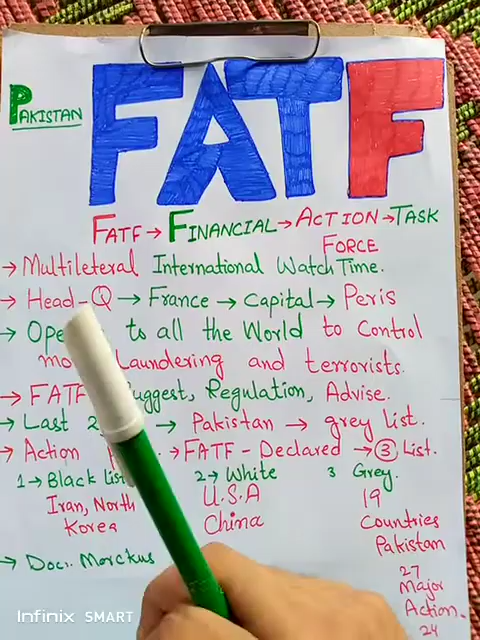 PAKISTAN
FATF
FATF → FINANCIAL → ACTION → TASK
FORCE
→ Multileteral International Watch Time.
→ Head-Q → France → Capital → Peris
→ to all the World to Control
Laundering and terrorists.
→ FATF Suggest, Regulation, Advise.
→ Last → Pakistan → grey list.
→ Action → FATF - Declared → 3 List.
1 → Black List 2 → White 3 Grey.
Iran, North U.S.A 19
Korea China Countries
Pakistan
→ Doc:. Morckus
27
Major
Action.
24
Infinix SMART